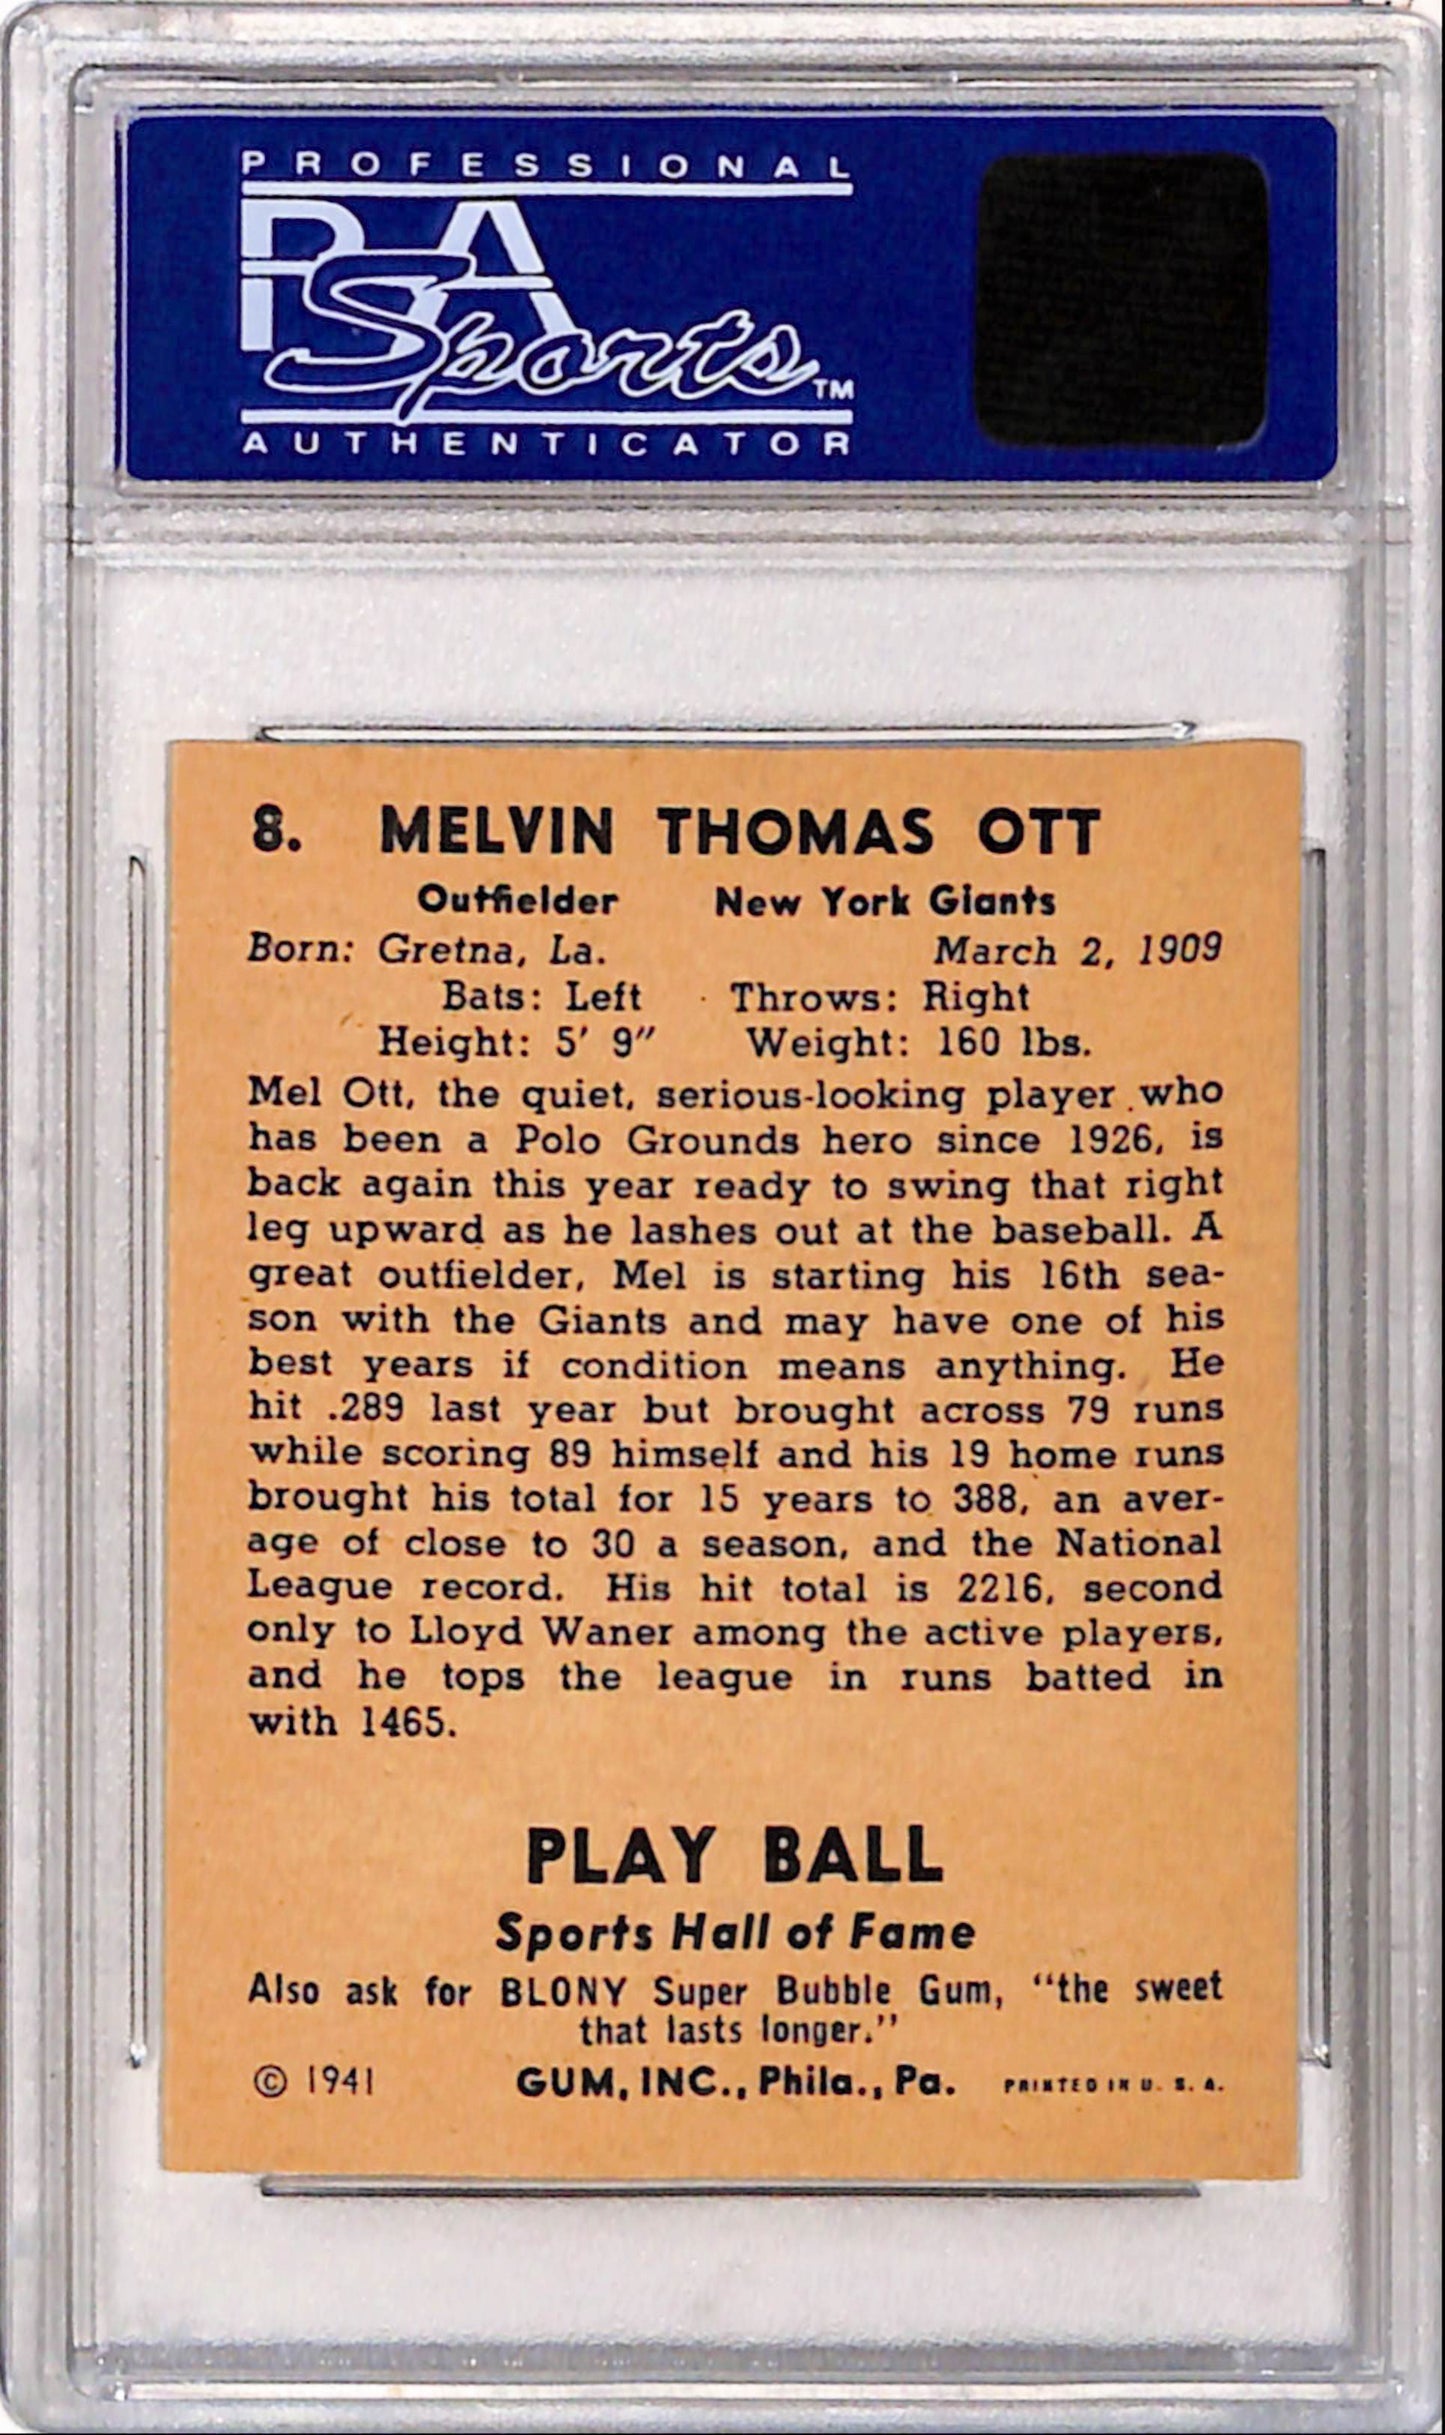 PROFESSIONAL
PSA
Sports™
AUTHENTICATOR
8. MELVIN THOMAS OTT
Outfielder New York Giants
Born: Gretna, La. March 2, 1909
Bats: Left Throws: Right
Height: 5' 9" Weight: 160 lbs.
Mel Ott, the quiet, serious-looking player who
has been a Polo Grounds hero since 1926, is
back again this year ready to swing that right
leg upward as he lashes out at the baseball. A
great outfielder, Mel is starting his 16th sea-
son with the Giants and may have one of his
best years if condition means anything. He
hit .289 last year but brought across 79 runs
while scoring 89 himself and his 19 home runs
brought his total for 15 years to 388, an aver-
age of close to 30 a season, and the National
League record. His hit total is 2216, second
only to Lloyd Waner among the active players,
and he tops the league in runs batted in
with 1465.
PLAY BALL
Sports Hall of Fame
Also ask for BLONY Super Bubble Gum, "the sweet
that lasts longer."
© 1941 GUM, INC., Phila., Pa. PRINTED IN U. S. A.